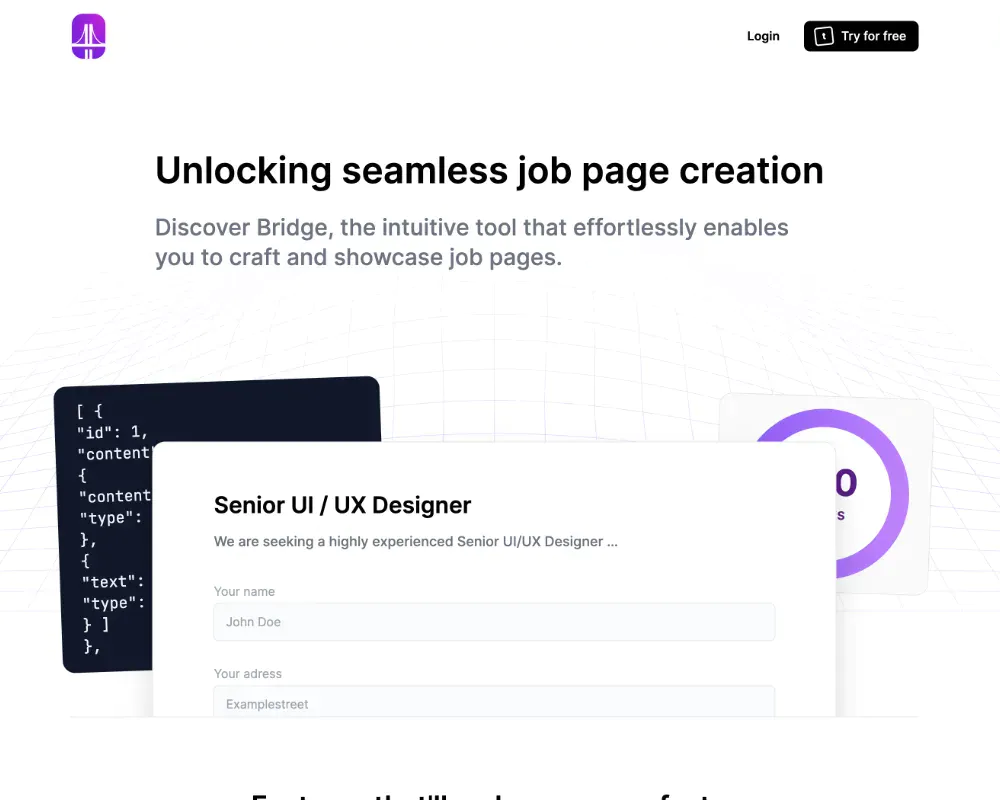 Login
t
Try for free
Unlocking seamless job page creation
Discover Bridge, the intuitive tool that effortlessly enables
you to craft and showcase job pages.
[ {
"id": 1,
"content"
{
"content
"type":
},
{
"text":
"type":
} ]
},
Senior UI / UX Designer
We are seeking a highly experienced Senior UI/UX Designer ...
Your name
John Doe
Your adress
Examplestreet
0
s